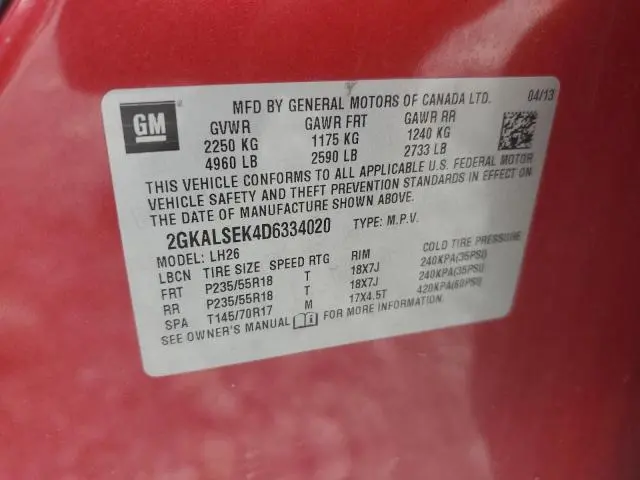 GM
MFD BY GENERAL MOTORS OF CANADA LTD. 04/13
GVWR GAWR FRT GAWR RR
2250 KG 1175 KG 1240 KG
4960 LB 2590 LB 2733 LB
THIS VEHICLE CONFORMS TO ALL APPLICABLE U.S. FEDERAL MOTOR
VEHICLE SAFETY AND THEFT PREVENTION STANDARDS IN EFFECT ON
THE DATE OF MANUFACTURE SHOWN ABOVE.
2GKALSEK4D6334020 TYPE: M.P.V.
MODEL: LH26
LBCN TIRE SIZE SPEED RTG RIM COLD TIRE PRESSURE
FRT P235/55R18 T 18X7J 240KPA(35PSI)
RR P235/55R18 T 18X7J 240KPA(35PSI)
SPA T145/70R17 M 17X4.5T 420KPA(60PSI)
SEE OWNER'S MANUAL FOR MORE INFORMATION.